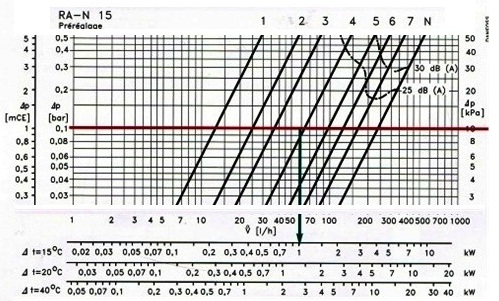 RA-N 15
Préréglage
1 2 3 4 5 6 7 N
5 0,5 50
4 0,4 40
3 0,3 30
30 dB (A)
2 0,2 20
25 dB (A)
Δp Δp Δp
[mCE] [bar] [kPa]
1 0,1 10
0,8 0,08 8
0,06 6
0,5 0,05 5
0,4 0,04 4
0,3 0,03 3
1 2 3 4 5 7 10 20 30 40 50 70 100 200 300 400 500 700 1000
V̇ [l/h]
Δ t=15°C 0,02 0,03 0,05 0,07 0,1 0,2 0,3 0,4 0,5 0,7 1 2 3 4 5 7 10 kW
Δ t=20°C 0,03 0,05 0,07 0,1 0,2 0,3 0,4 0,5 0,7 1 2 3 4 5 7 10 20 kW
Δ t=40°C 0,05 0,07 0,1 0,2 0,3 0,4 0,5 0,7 1 2 3 4 5 7 10 20 30 40 kW